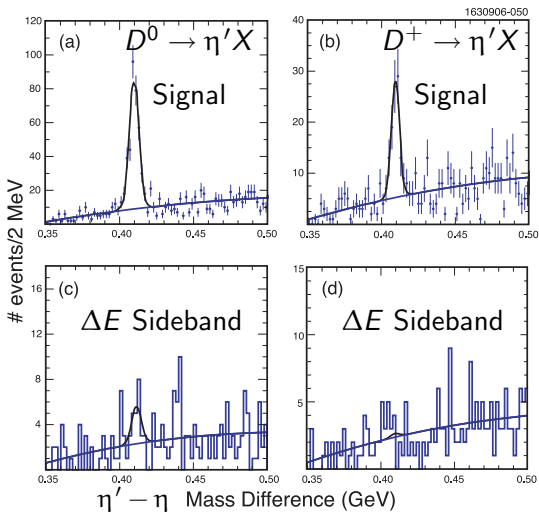 1630906-050
(a) D⁰ → η′X
Signal
120
100
80
60
40
20
0.35 0.40 0.45 0.50
(b) D⁺ → η′X
Signal
40
30
20
10
0.35 0.40 0.45 0.50
# events/2 MeV
(c)
ΔE Sideband
16
12
8
4
0
0.35 0.40 0.45 0.50
(d)
ΔE Sideband
15
10
5
0
0.35 0.40 0.45 0.50
η′ − η Mass Difference (GeV)